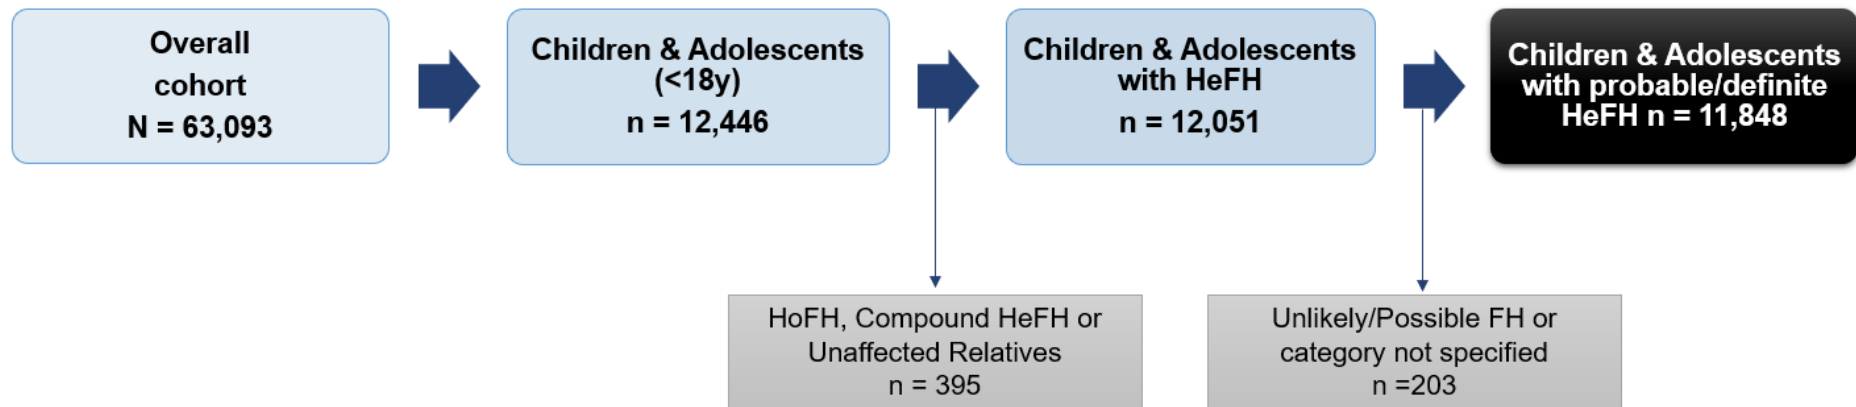 Overall
cohort
N = 63,093
Children & Adolescents
(<18y)
n = 12,446
Children & Adolescents
with HeFH
n = 12,051
Children & Adolescents
with probable/definite
HeFH n = 11,848
HoFH, Compound HeFH or
Unaffected Relatives
n = 395
Unlikely/Possible FH or
category not specified
n =203